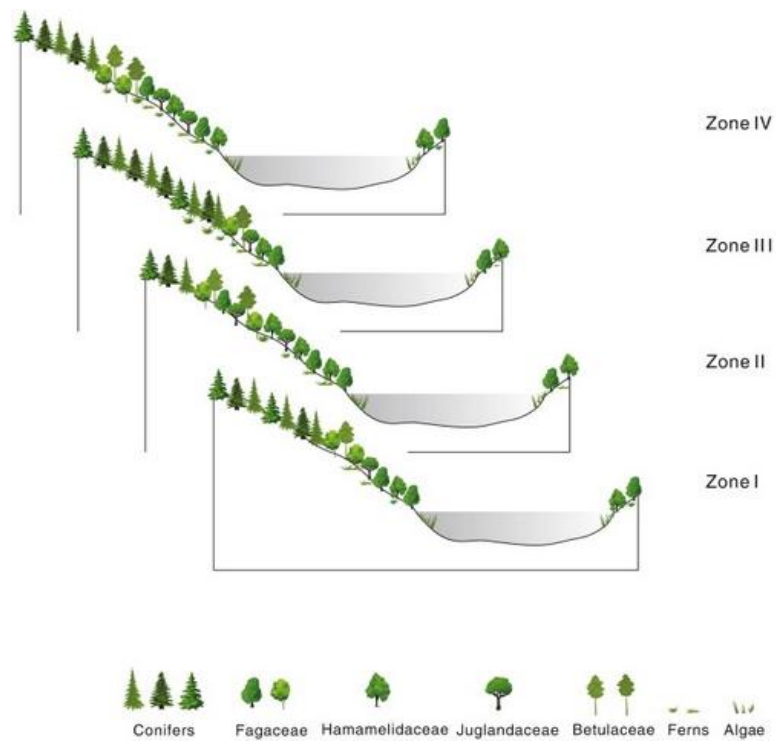 Zone IV
Zone III
Zone II
Zone I
Conifers
Fagaceae
Hamamelidaceae
Juglandaceae
Betulaceae
Ferns
Algae